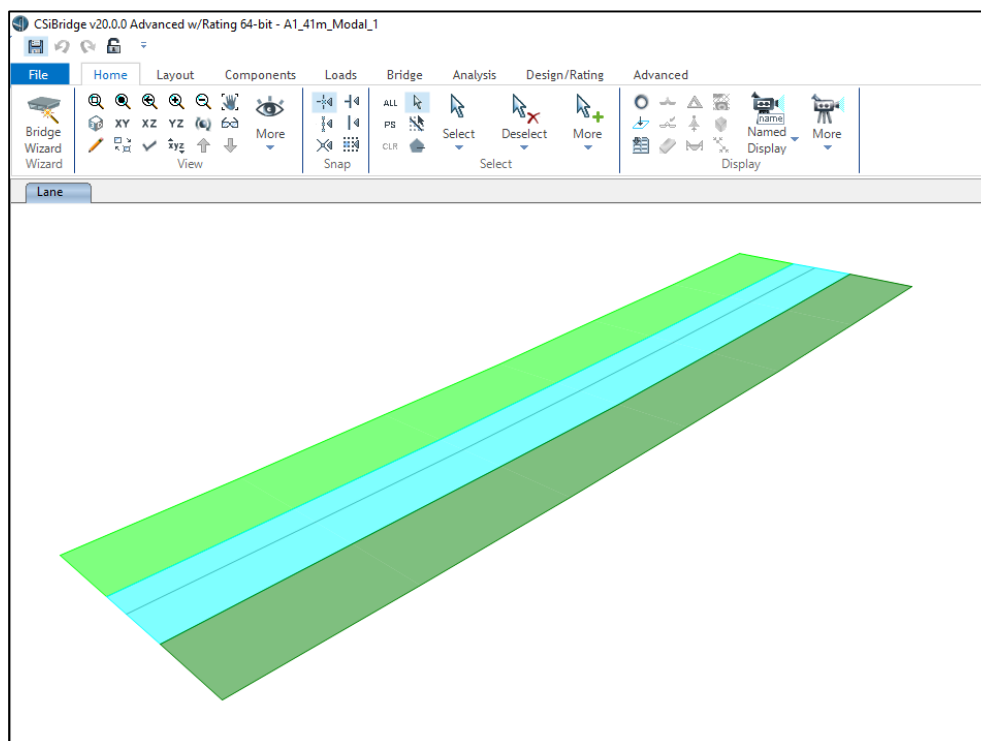 CSiBridge v20.0.0 Advanced w/Rating 64-bit - A1_41m_Modal_1
File Home Layout Components Loads Bridge Analysis Design/Rating Advanced
Bridge Wizard
Wizard
XY XZ YZ
xyz
More
View
Snap
ALL
PS
CLR
Select
Deselect
More
Select
name
Named Display
More
Display
Lane